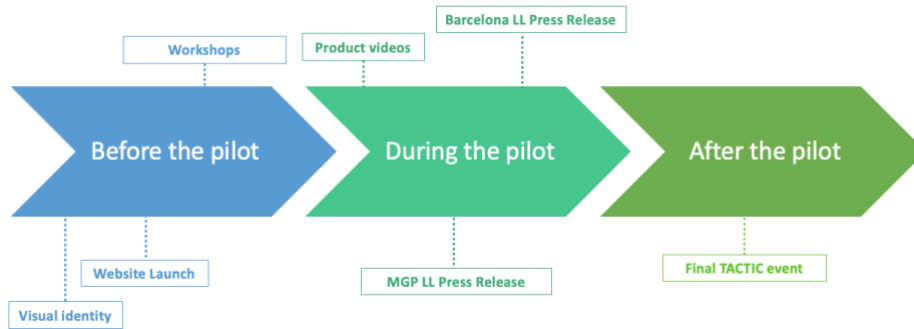 Barcelona LL Press Release
Workshops
Product videos
Before the pilot
During the pilot
After the pilot
Website Launch
MGP LL Press Release
Final TACTIC event
Visual identity